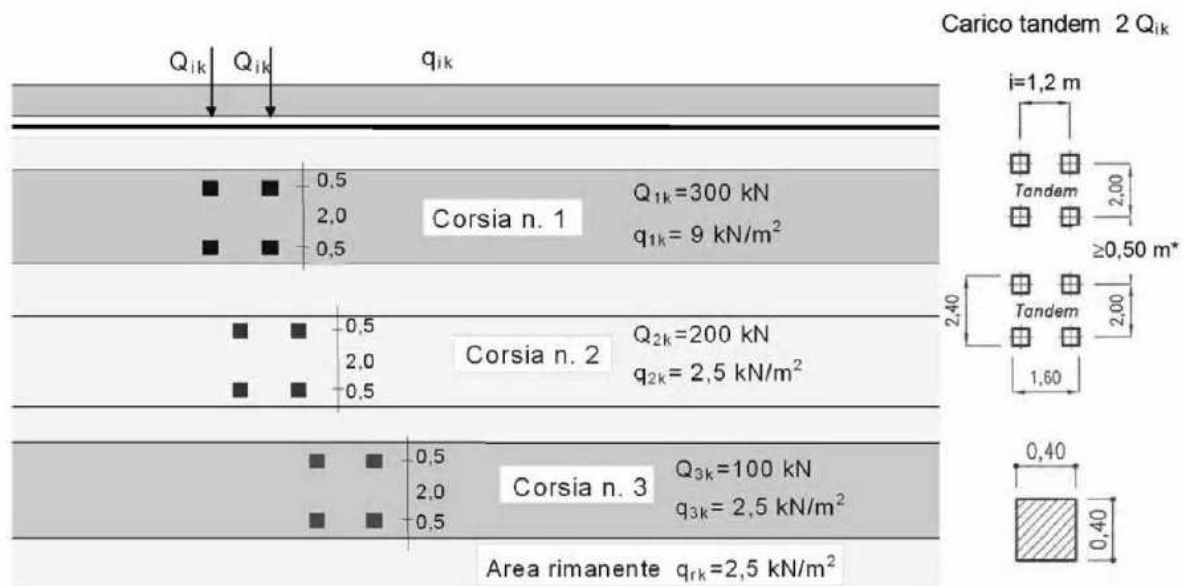 Carico tandem 2 Qik
Qik Qik qik
i=1,2 m
0,5
2,0
0,5
Corsia n. 1
Q1k=300 kN
q1k= 9 kN/m²
Tandem
2,00
≥0,50 m*
0,5
2,0
0,5
Corsia n. 2
Q2k=200 kN
q2k= 2,5 kN/m²
2,40
Tandem
2,00
1,60
0,5
2,0
0,5
Corsia n. 3
Q3k=100 kN
q3k= 2,5 kN/m²
0,40
0,40
Area rimanente qrk=2,5 kN/m²